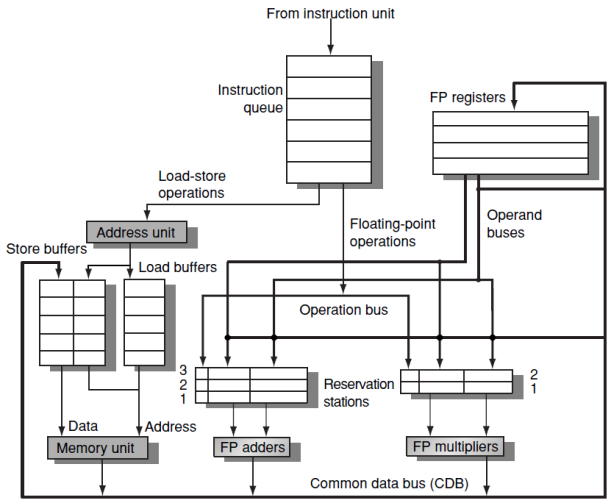 From instruction unit
Instruction
queue
FP registers
Load-store
operations
Address unit
Floating-point
operations
Operand
buses
Store buffers
Load buffers
Operation bus
3
2
1
Reservation
stations
2
1
Data
Address
Memory unit
FP adders
FP multipliers
Common data bus (CDB)